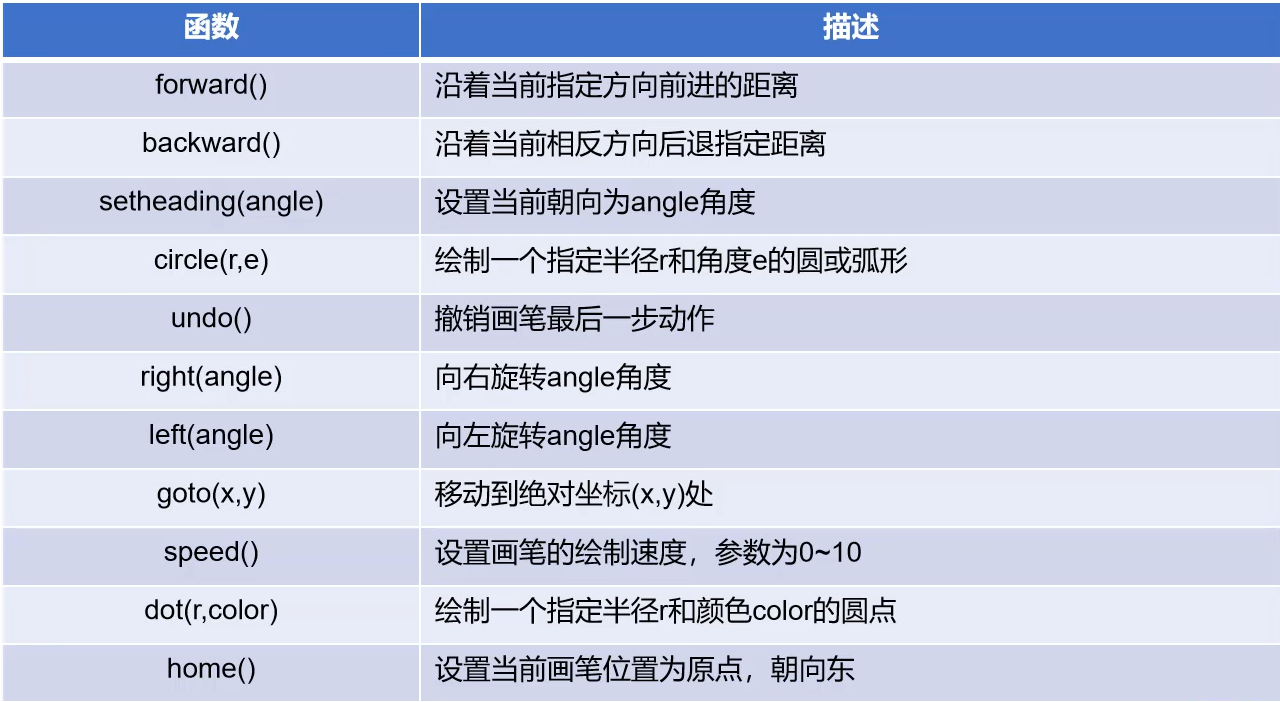 函数 描述
forward() 沿着当前指定方向前进的距离
backward() 沿着当前相反方向后退指定距离
setheading(angle) 设置当前朝向为angle角度
circle(r,e) 绘制一个指定半径r和角度e的圆或弧形
undo() 撤销画笔最后一步动作
right(angle) 向右旋转angle角度
left(angle) 向左旋转angle角度
goto(x,y) 移动到绝对坐标(x,y)处
speed() 设置画笔的绘制速度，参数为0~10
dot(r,color) 绘制一个指定半径r和颜色color的圆点
home() 设置当前画笔位置为原点，朝向东